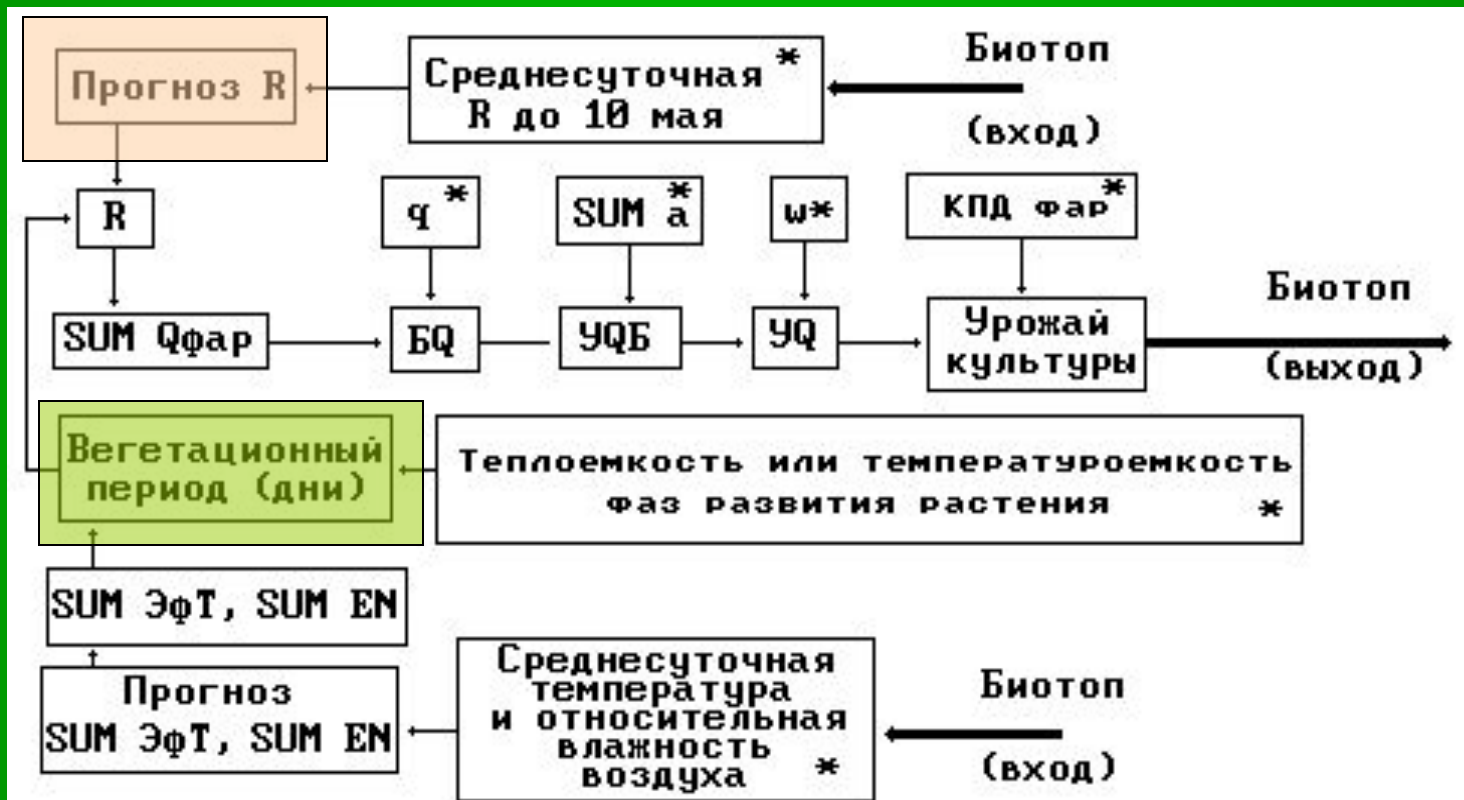 Прогноз R
Среднесуточная *
R до 10 мая
Биотоп
(вход)
R
q *
SUM a *
w*
КПД фар *
SUM Qфар
БQ
УQБ
УQ
Урожай
культуры
Биотоп
(выход)
Вегетационный
период (дни)
Теплоемкость или температуроемкость
фаз развития растения *
SUM ЭфТ, SUM EN
Прогноз
SUM ЭфТ, SUM EN
Среднесуточная
температура
и относительная
влажность
воздуха *
Биотоп
(вход)